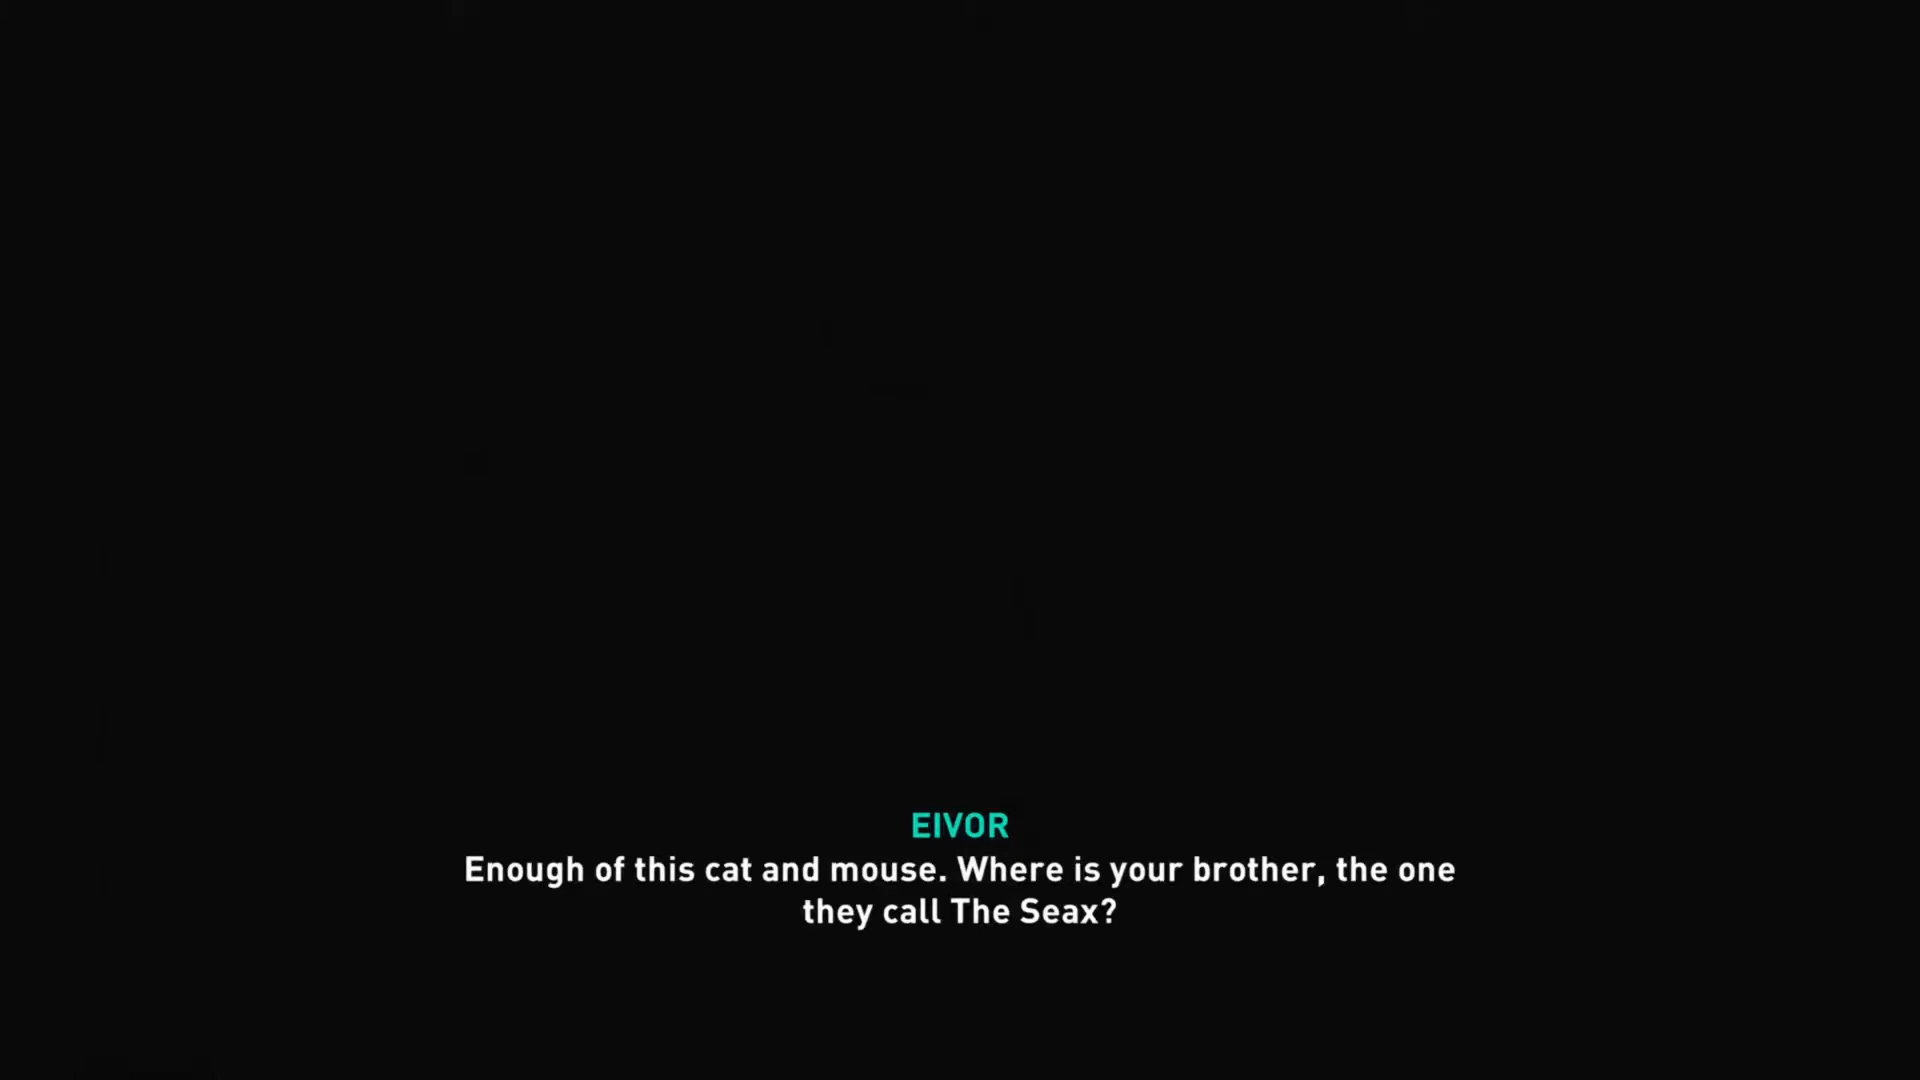 EIVOR
Enough of this cat and mouse. Where is your brother, the one
they call The Seax?